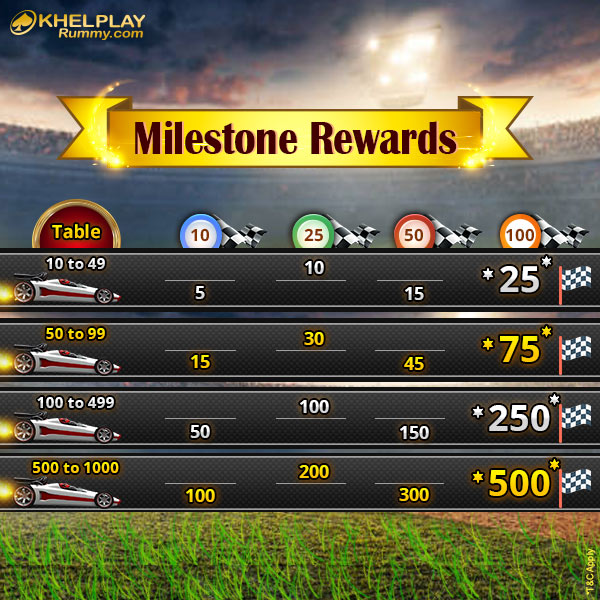 KHELPLAY
Rummy.com
Milestone Rewards
Table 10 25 50 100
10 to 49 5 10 15 25
50 to 99 15 30 45 75
100 to 499 50 100 150 250
500 to 1000 100 200 300 500
*T&C Apply